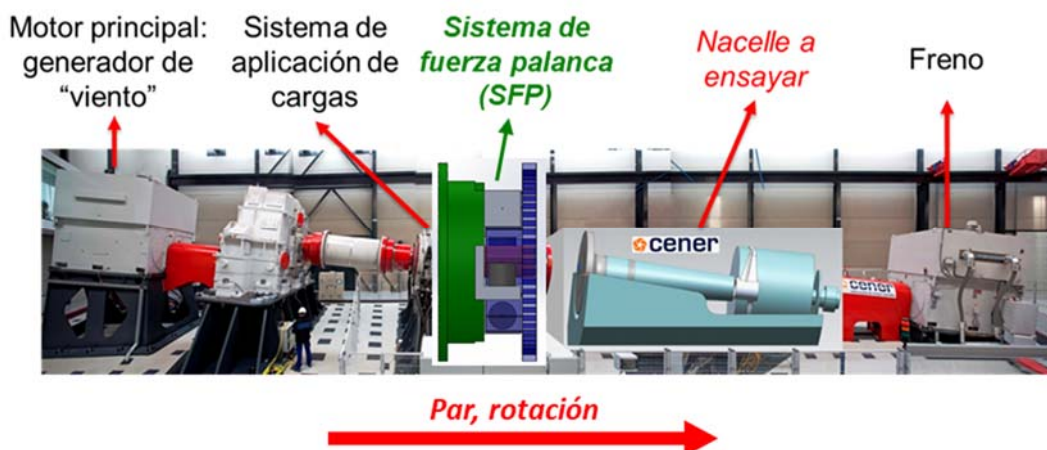 Motor principal:
generador de
“viento”
Sistema de
aplicación de
cargas
Sistema de
fuerza palanca
(SFP)
Nacelle a
ensayar
Freno
cener
cener
Par, rotación